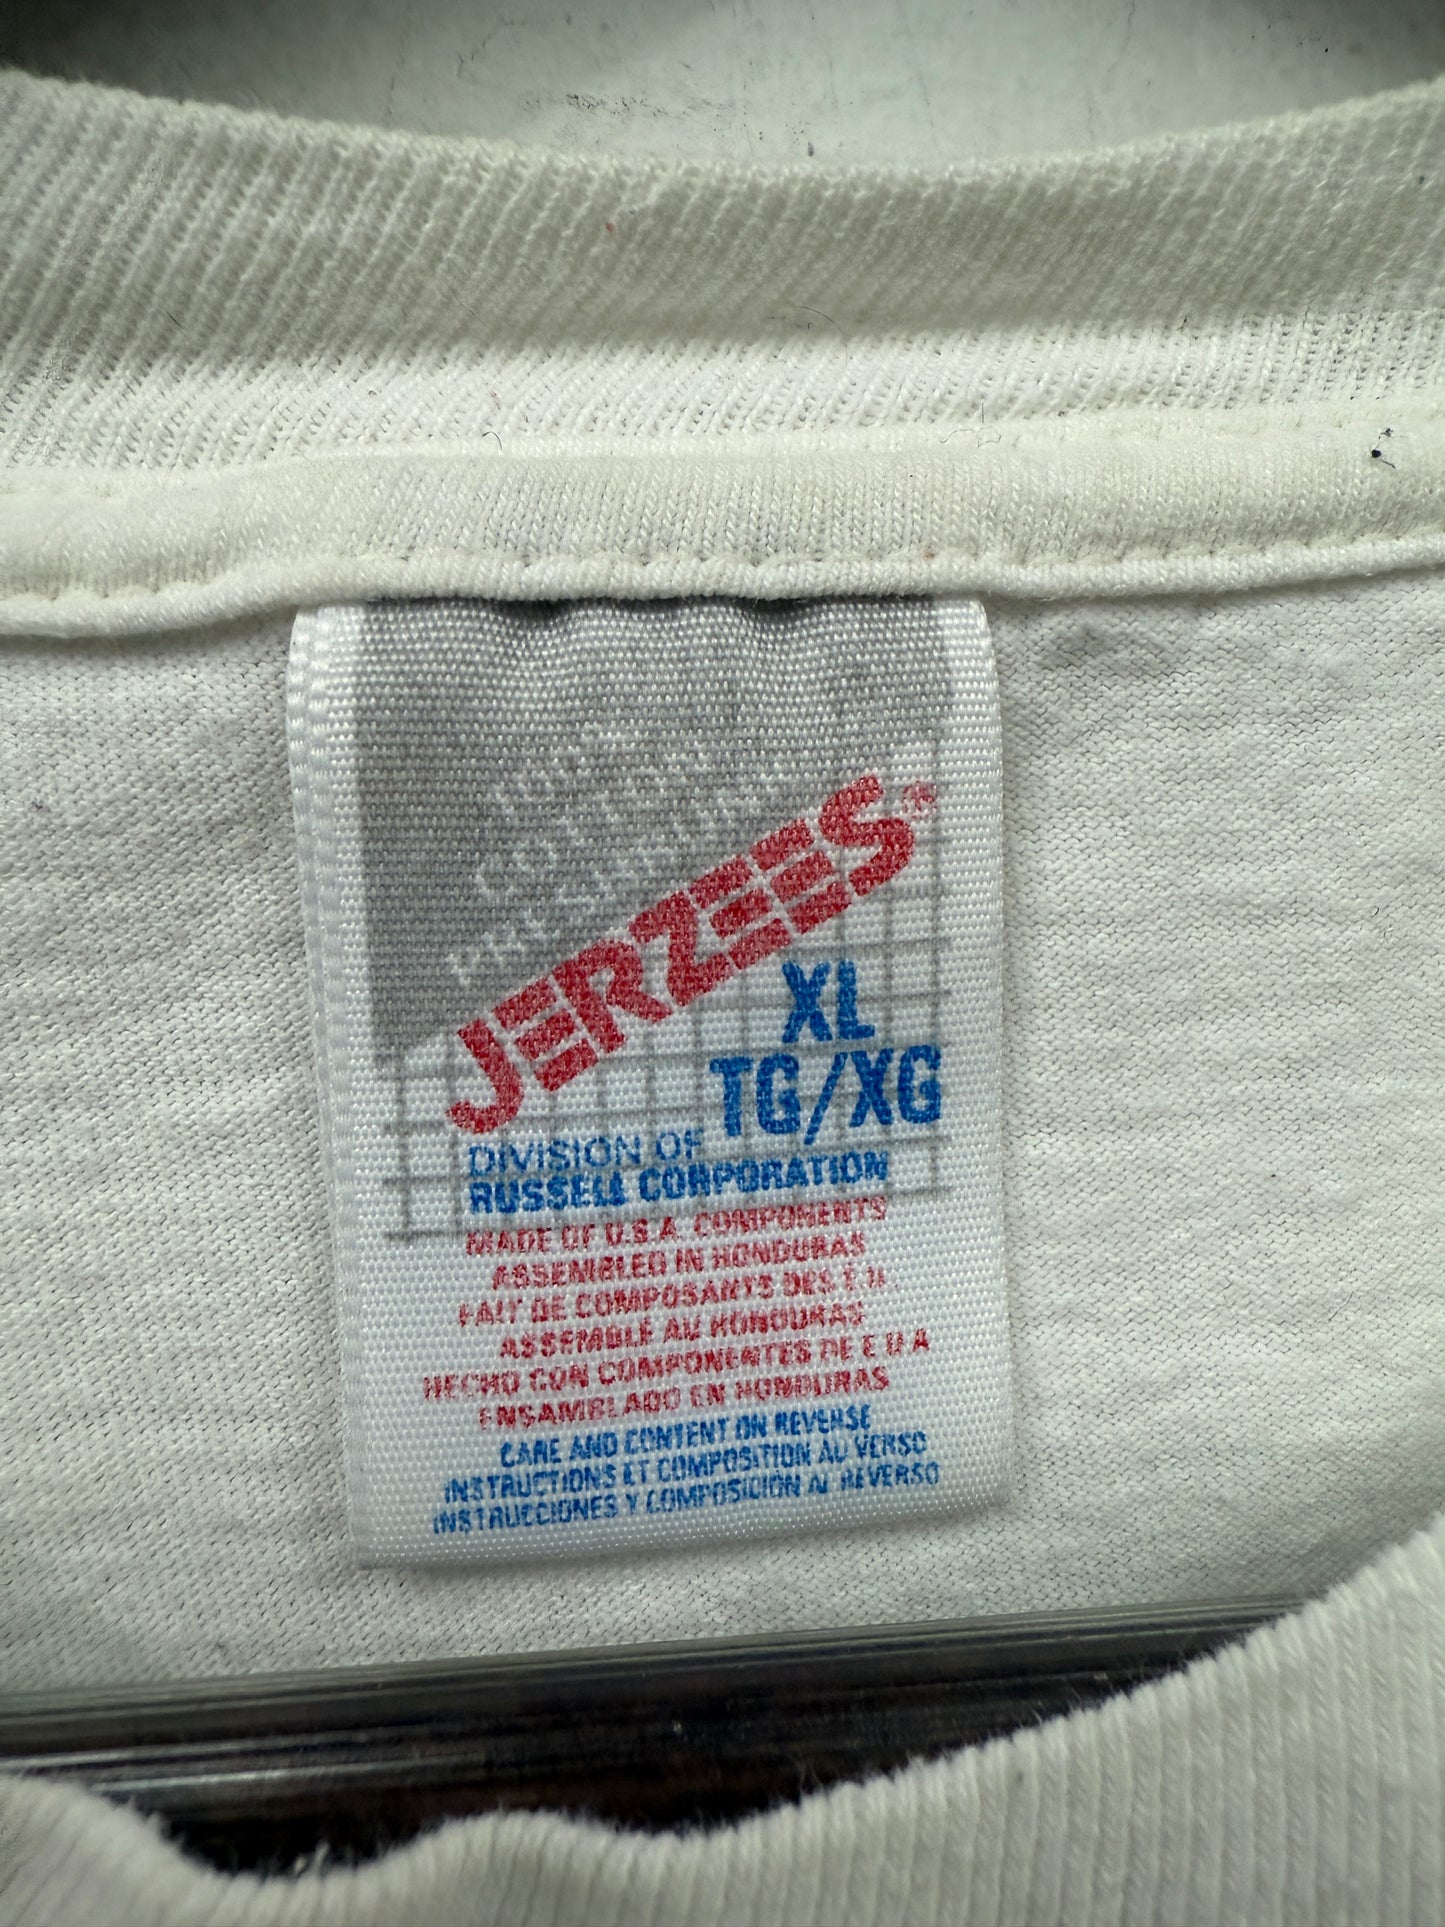 JERZEES®
XL
TG/XG
DIVISION OF
RUSSELL CORPORATION
MADE OF U.S.A. COMPONENTS
ASSEMBLED IN HONDURAS
FAIT DE COMPOSANTS DES É.U.
ASSEMBLÉ AU HONDURAS
HECHO CON COMPONENTES DE E U A
ENSAMBLADO EN HONDURAS
CARE AND CONTENT ON REVERSE
INSTRUCTIONS ET COMPOSITION AU VERSO
INSTRUCCIONES Y COMPOSICIÓN AL REVERSO